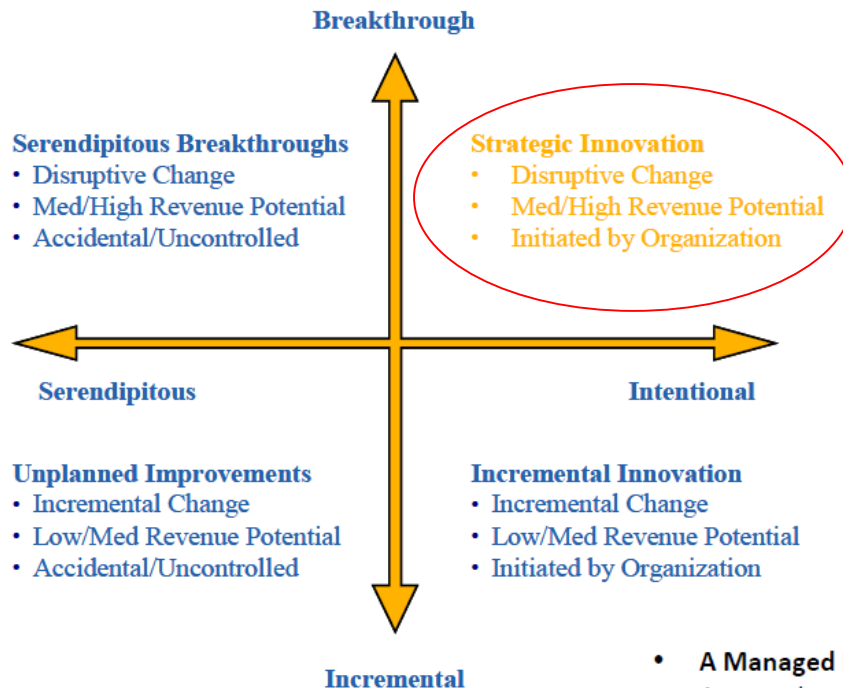 Breakthrough
Serendipitous Breakthroughs
• Disruptive Change
• Med/High Revenue Potential
• Accidental/Uncontrolled
Strategic Innovation
• Disruptive Change
• Med/High Revenue Potential
• Initiated by Organization
Serendipitous
Intentional
Unplanned Improvements
• Incremental Change
• Low/Med Revenue Potential
• Accidental/Uncontrolled
Incremental Innovation
• Incremental Change
• Low/Med Revenue Potential
• Initiated by Organization
• A Managed
Incremental